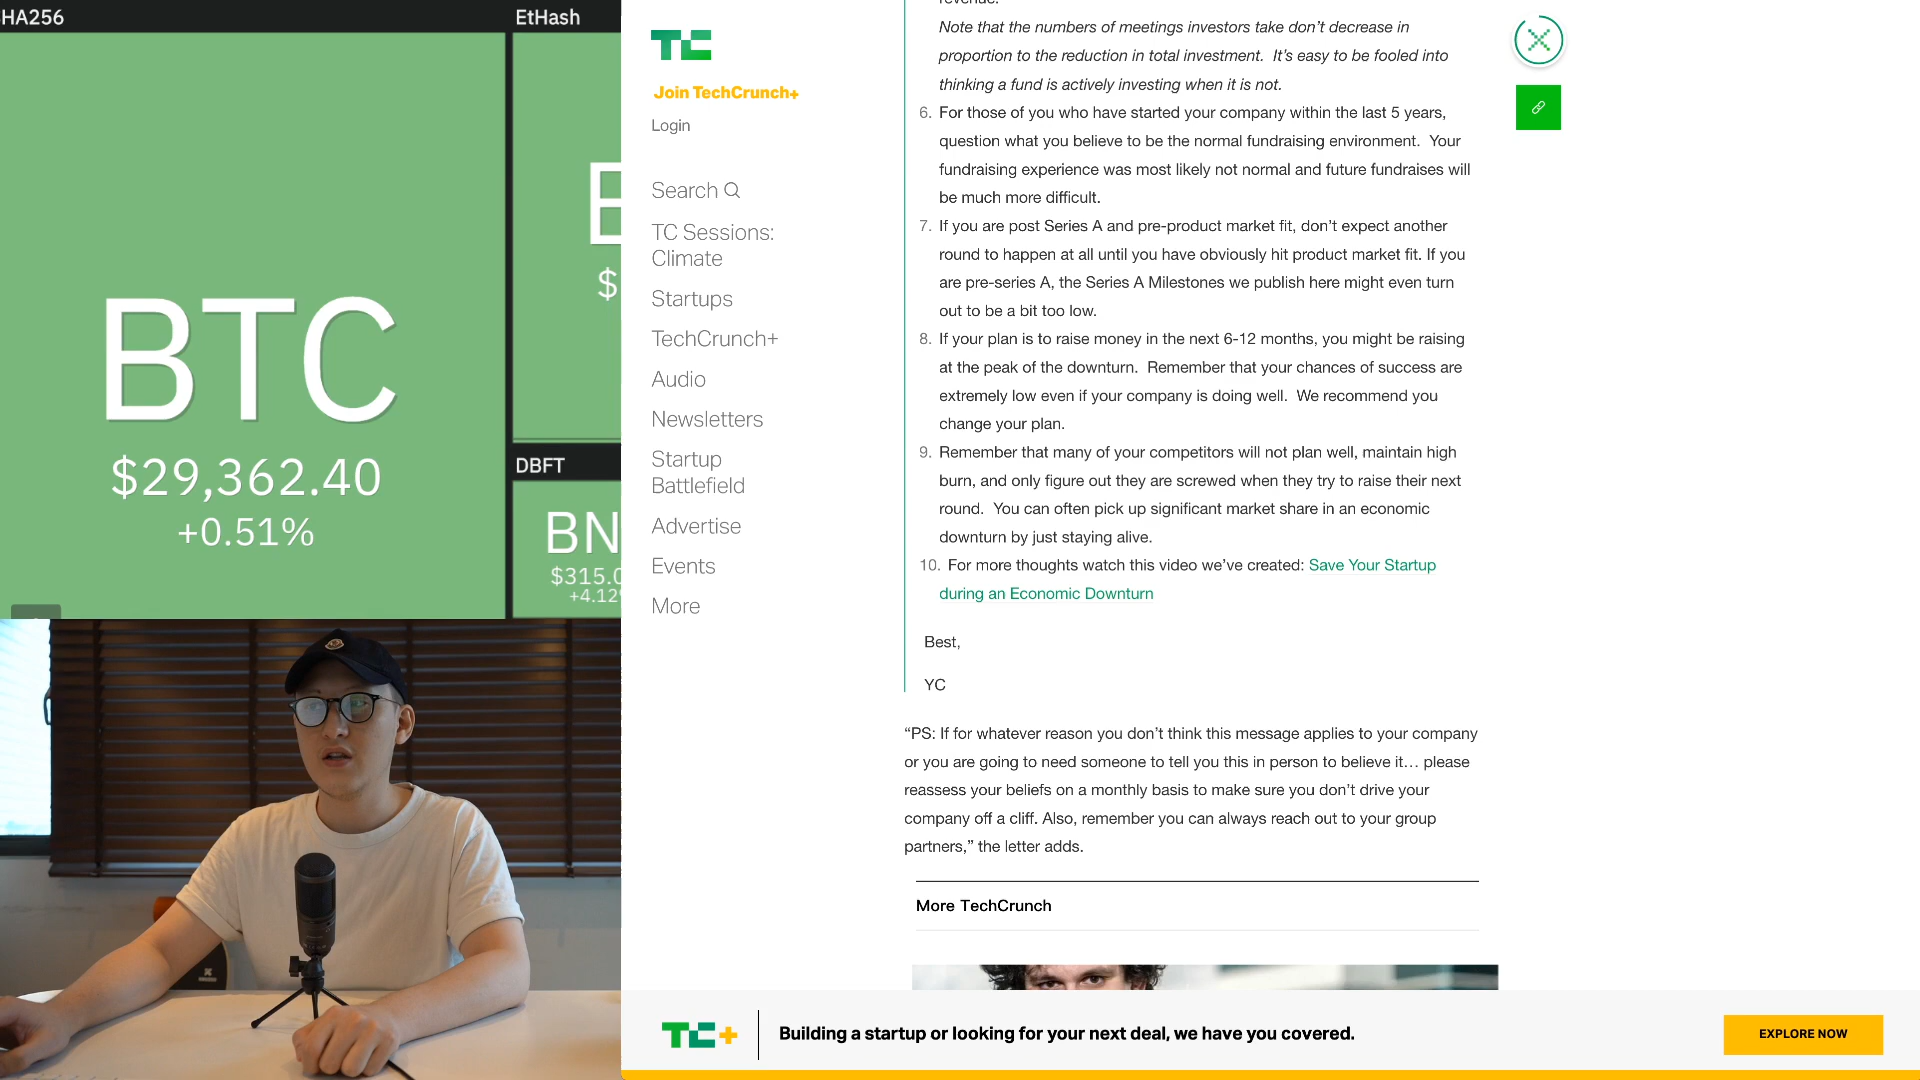 HA256
EtHash
BTC
$29,362.40
+0.51%
$
DBFT
BN
$315.0
+4.12
TC
Join TechCrunch+
Login
Search
TC Sessions:
Climate
Startups
TechCrunch+
Audio
Newsletters
Startup
Battlefield
Advertise
Events
More
Note that the numbers of meetings investors take don’t decrease in
proportion to the reduction in total investment.  It’s easy to be fooled into
thinking a fund is actively investing when it is not.
6. For those of you who have started your company within the last 5 years,
question what you believe to be the normal fundraising environment.  Your
fundraising experience was most likely not normal and future fundraises will
be much more difficult.
7. If you are post Series A and pre-product market fit, don’t expect another
round to happen at all until you have obviously hit product market fit. If you
are pre-series A, the Series A Milestones we publish here might even turn
out to be a bit too low.
8. If your plan is to raise money in the next 6-12 months, you might be raising
at the peak of the downturn.  Remember that your chances of success are
extremely low even if your company is doing well.  We recommend you
change your plan.
9. Remember that many of your competitors will not plan well, maintain high
burn, and only figure out they are screwed when they try to raise their next
round.  You can often pick up significant market share in an economic
downturn by just staying alive.
10. For more thoughts watch this video we’ve created: Save Your Startup
during an Economic Downturn
Best,
YC
“PS: If for whatever reason you don’t think this message applies to your company
or you are going to need someone to tell you this in person to believe it… please
reassess your beliefs on a monthly basis to make sure you don’t drive your
company off a cliff. Also, remember you can always reach out to your group
partners,” the letter adds.
More TechCrunch
TC+
Building a startup or looking for your next deal, we have you covered.
EXPLORE NOW